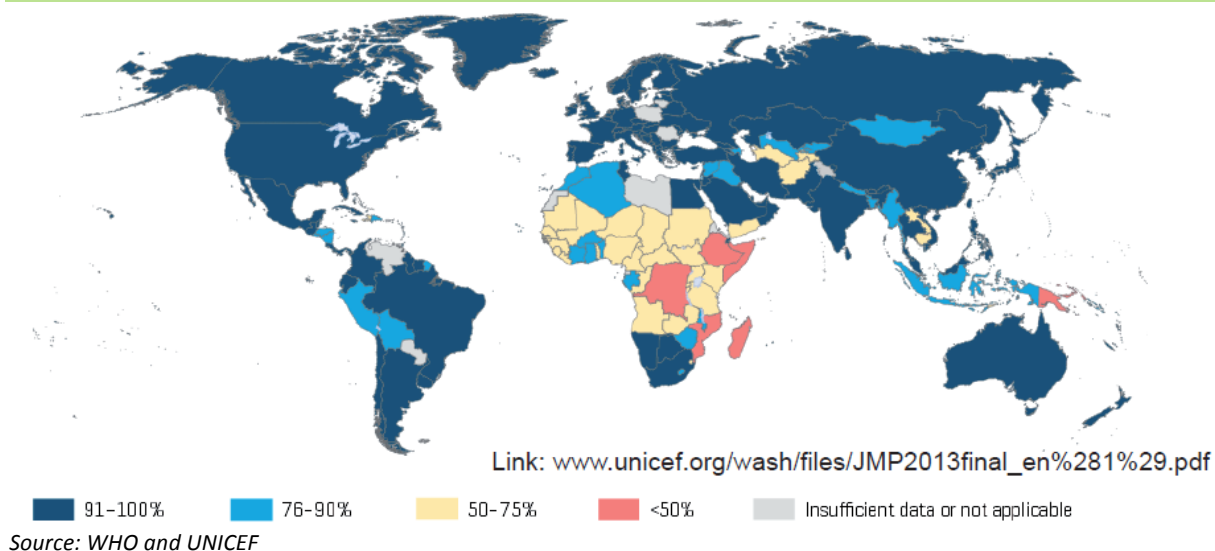 Link: www.unicef.org/wash/files/JMP2013final_en%281%29.pdf
91–100% 76–90% 50–75% <50% Insufficient data or not applicable
Source: WHO and UNICEF